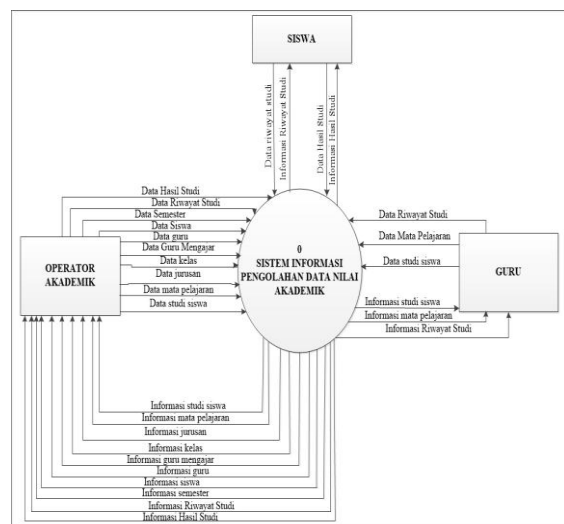 SISWA
Data riwayat studi
Informasi Riwayat Studi
Data Hasil Studi
Informasi Hasil Studi
Data Hasil Studi
Data Riwayat Studi
Data Semester
Data Siswa
Data guru
Data Guru Mengajar
Data kelas
Data jurusan
Data mata pelajaran
Data studi siswa
OPERATOR
AKADEMIK
0
SISTEM INFORMASI
PENGOLAHAN DATA NILAI
AKADEMIK
Data Riwayat Studi
Data Mata Pelajaran
Data studi siswa
GURU
Informasi studi siswa
Informasi mata pelajaran
Informasi Riwayat Studi
Informasi studi siswa
Informasi mata pelajaran
Informasi jurusan
Informasi kelas
Informasi guru mengajar
Informasi guru
Informasi siswa
Informasi semester
Informasi Riwayat Studi
Informasi Hasil Studi